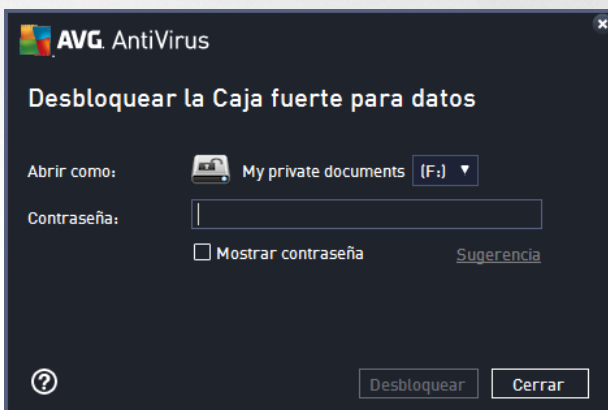 AVG. AntiVirus
Desbloquear la Caja fuerte para datos
Abrir como: My private documents (F:)
Contraseña:
Mostrar contraseña Sugerencia
Desbloquear Cerrar